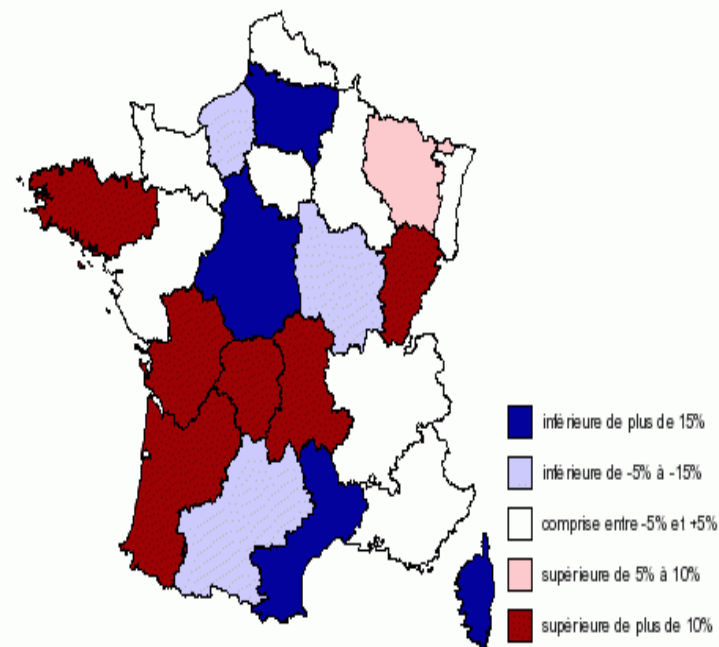 inférieure de plus de 15%
inférieure de -5% à -15%
comprise entre -5% et +5%
supérieure de 5% à 10%
supérieure de plus de 10%